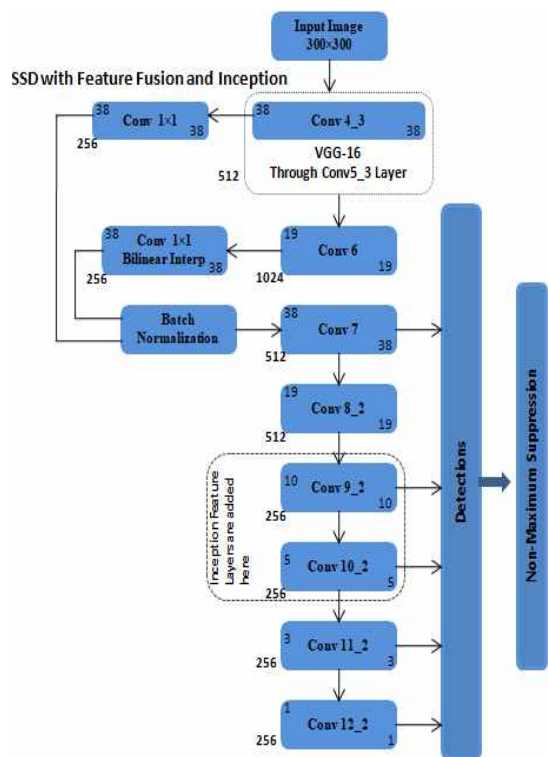 Input Image
300×300
SSD with Feature Fusion and Inception
38
Conv 1×1
38
256
38
Conv 4_3
38
VGG-16
Through Conv5_3 Layer
512
38
Conv 1×1
Bilinear Interp
38
256
19
Conv 6
19
1024
Batch
Normalization
38
Conv 7
38
512
19
Conv 8_2
19
512
Inception Feature
Layers are added
here
10
Conv 9_2
10
256
5
Conv 10_2
5
256
3
Conv 11_2
3
256
1
Conv 12_2
1
256
Detections
Non-Maximum Suppression